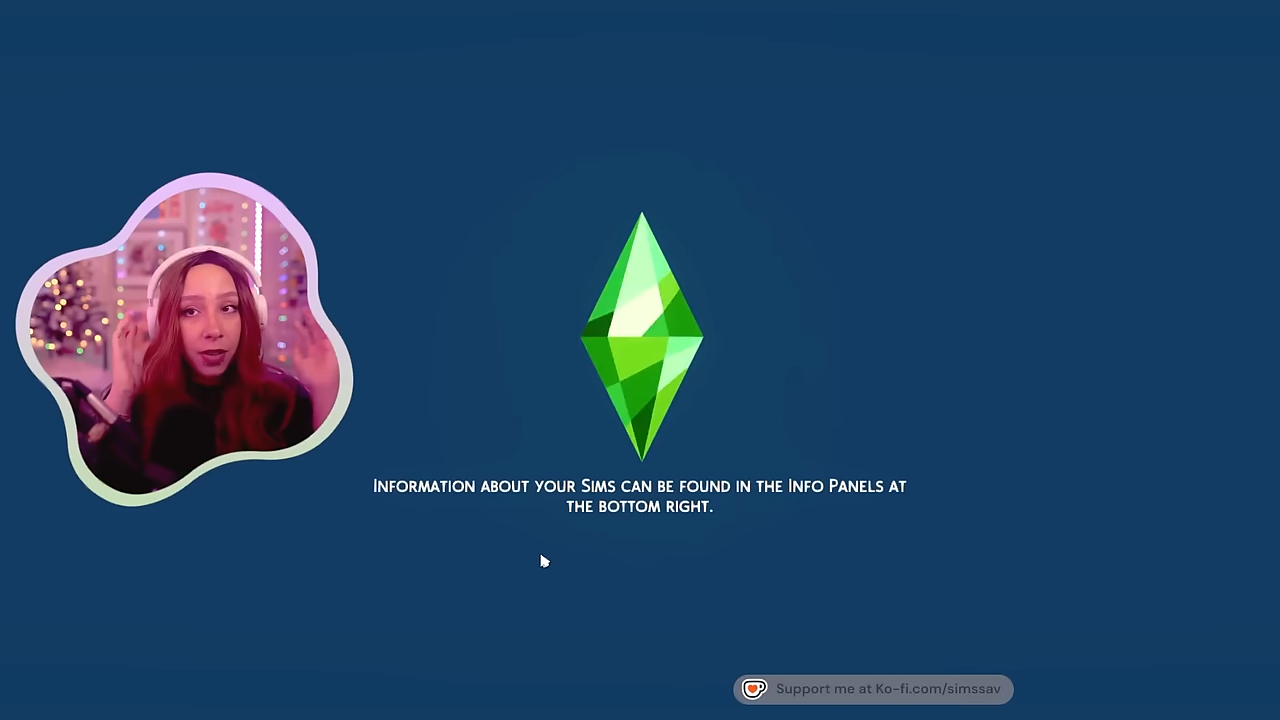 Information about your Sims can be found in the Info Panels at
the bottom right.
Support me at Ko-fi.com/simssav